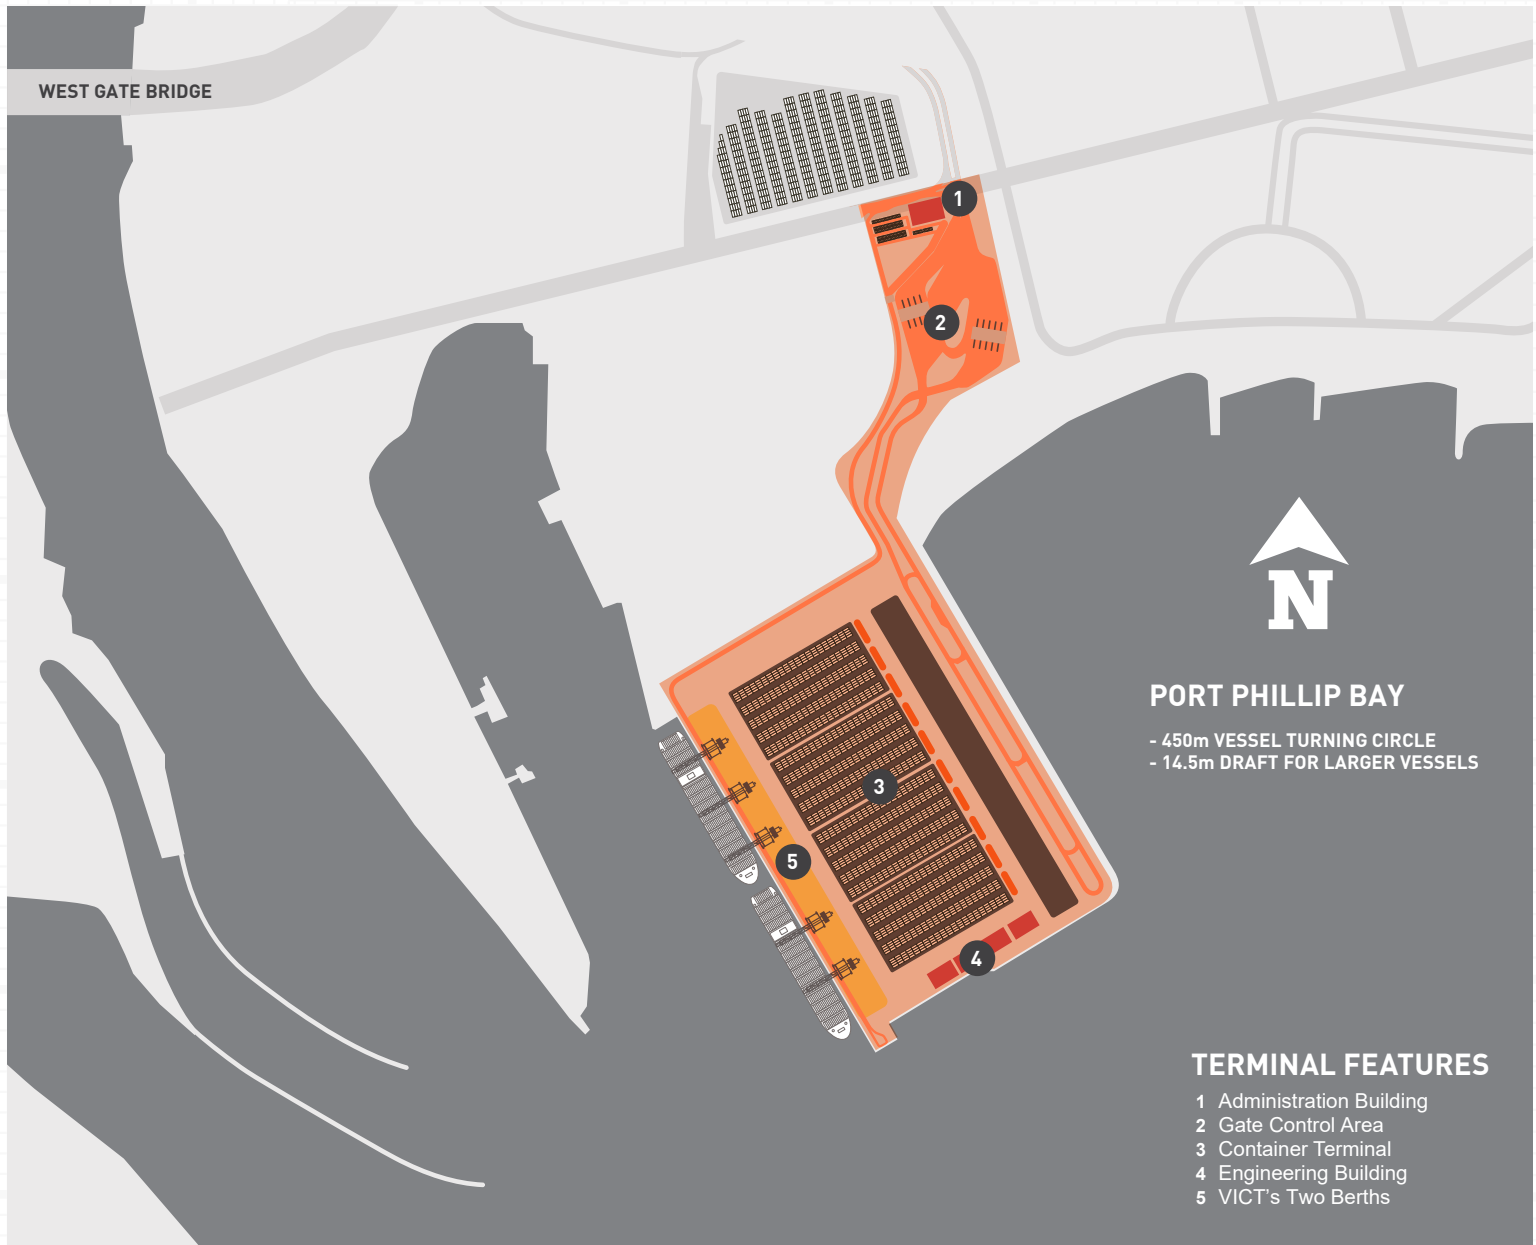 WEST GATE BRIDGE
1
2
3
5
4
N
PORT PHILLIP BAY
- 450m VESSEL TURNING CIRCLE
- 14.5m DRAFT FOR LARGER VESSELS
TERMINAL FEATURES
1 Administration Building
2 Gate Control Area
3 Container Terminal
4 Engineering Building
5 VICT's Two Berths